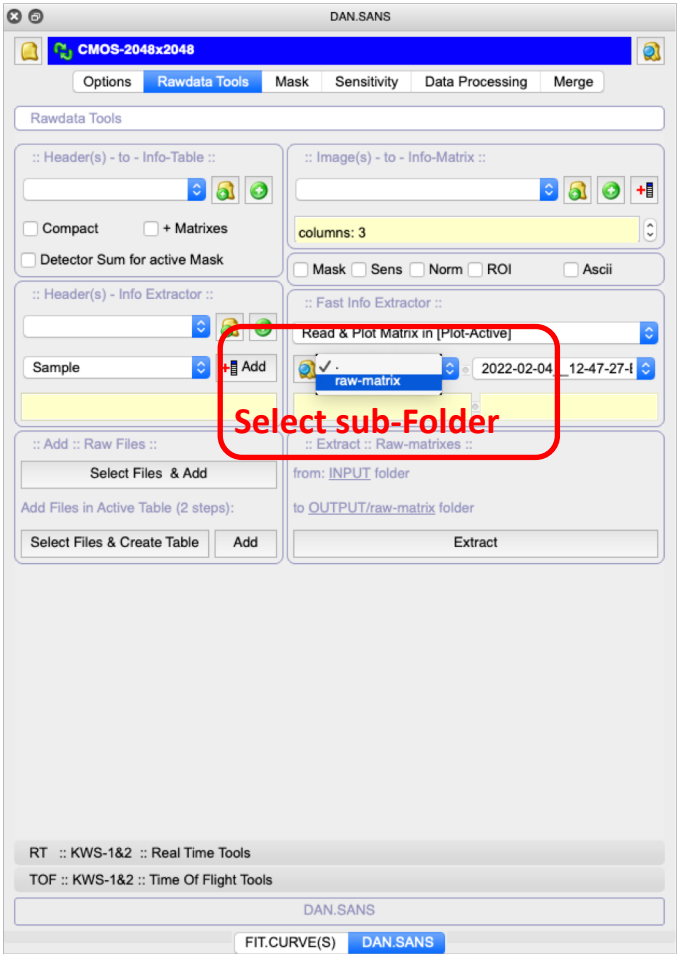 DAN.SANS
CMOS-2048x2048
Options Rawdata Tools Mask Sensitivity Data Processing Merge
Rawdata Tools
:: Header(s) - to - Info-Table ::
:: Image(s) - to - Info-Matrix ::
Compact + Matrixes
columns: 3
Detector Sum for active Mask
Mask Sens Norm ROI Ascii
:: Header(s) - Info Extractor ::
:: Fast Info Extractor ::
Read & Plot Matrix in [Plot-Active]
Sample
Add
✓ .
raw-matrix
2022-02-04__12-47-27-
Select sub-Folder
:: Add :: Raw Files ::
:: Extract :: Raw-matrixes ::
Select Files & Add
from: INPUT folder
Add Files in Active Table (2 steps):
to OUTPUT/raw-matrix folder
Select Files & Create Table Add
Extract
RT :: KWS-1&2 :: Real Time Tools
TOF :: KWS-1&2 :: Time Of Flight Tools
DAN.SANS
FIT.CURVE(S) DAN.SANS